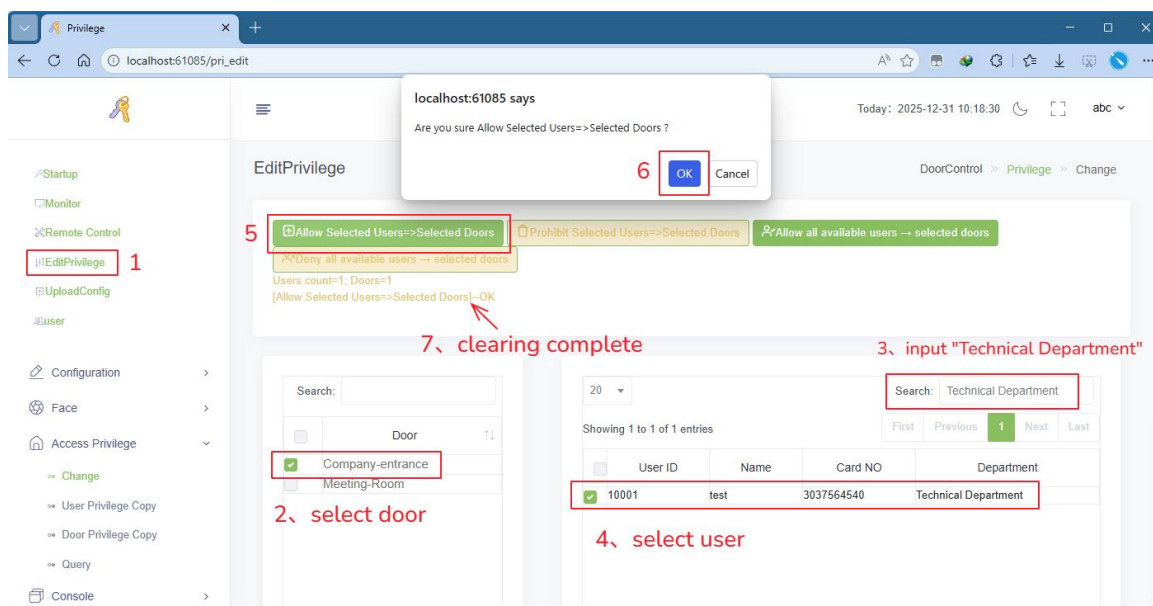 Privilege
localhost:61085/pri_edit
localhost:61085 says
Are you sure Allow Selected Users=>Selected Doors ?
6
OK
Cancel
Today: 2025-12-31 10:18:30
abc
EditPrivilege
DoorControl » Privilege » Change
Startup
Monitor
Remote Control
EditPrivilege
1
UploadConfig
user
Configuration
Face
Access Privilege
Change
User Privilege Copy
Door Privilege Copy
Query
Console
5
Allow Selected Users=>Selected Doors
Prohibit Selected Users=>Selected Doors
Allow all available users → selected doors
Deny all available users → selected doors
Users count=1; Doors=1
[Allow Selected Users=>Selected Doors]--OK
7、clearing complete
3、input "Technical Department"
Search:
Door
Company-entrance
Meeting-Room
2、select door
20
Search: Technical Department
Showing 1 to 1 of 1 entries
First Previous 1 Next Last
User ID Name Card NO Department
10001 test 3037564540 Technical Department
4、select user